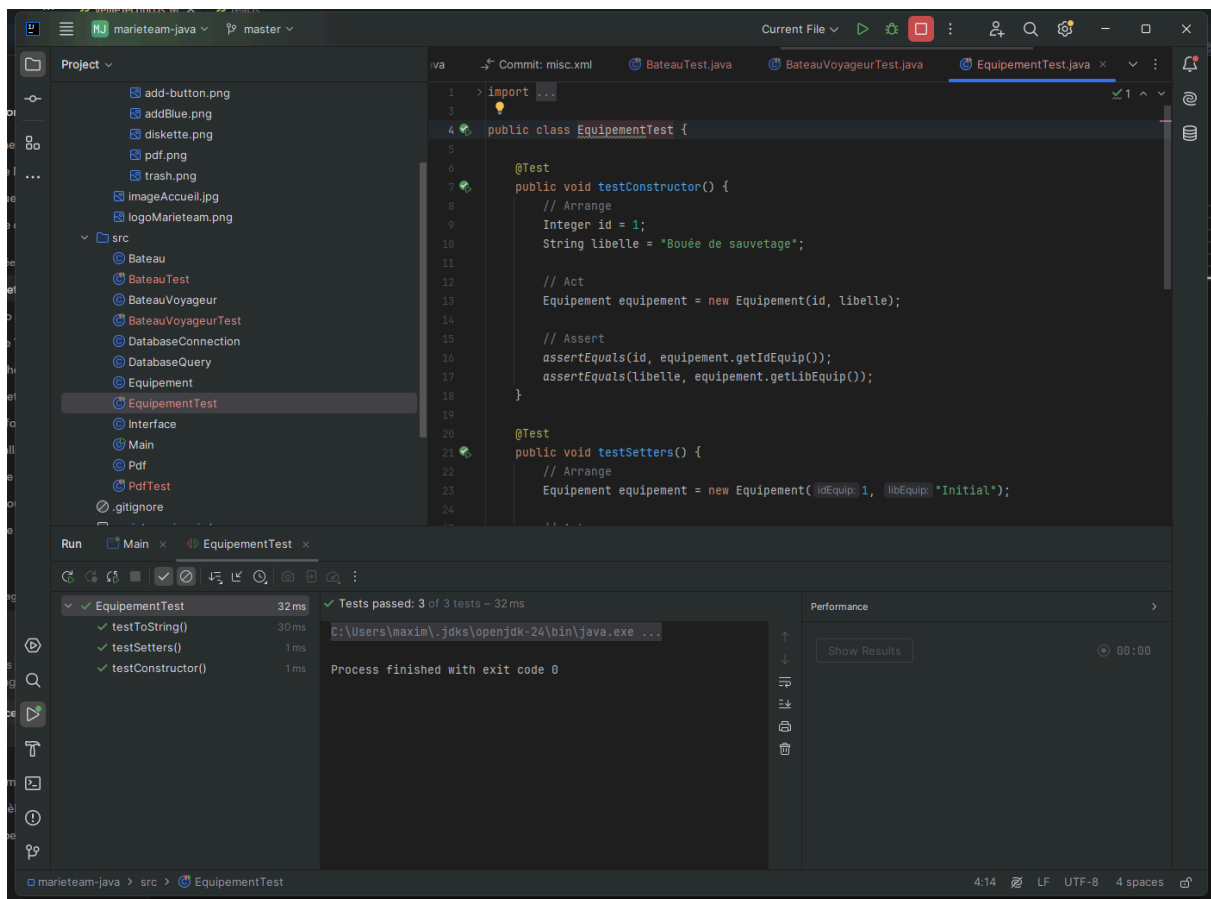 MJ marieteam-java master Current File
Project
ava Commit: misc.xml BateauTest.java BateauVoyageurTest.java EquipementTest.java
add-button.png
addBlue.png
diskette.png
pdf.png
trash.png
imageAccueil.jpg
logoMarieteam.png
src
Bateau
BateauTest
BateauVoyageur
BateauVoyageurTest
DatabaseConnection
DatabaseQuery
Equipement
EquipementTest
Interface
Main
Pdf
PdfTest
.gitignore
1 import ... 1
3
4 public class EquipementTest {
5
6 @Test
7 public void testConstructor() {
8 // Arrange
9 Integer id = 1;
10 String libelle = "Bouée de sauvetage";
11
12 // Act
13 Equipement equipement = new Equipement(id, libelle);
14
15 // Assert
16 assertEquals(id, equipement.getIdEquip());
17 assertEquals(libelle, equipement.getLibEquip());
18 }
19
20 @Test
21 public void testSetters() {
22 // Arrange
23 Equipement equipement = new Equipement( idEquip: 1, libEquip: "Initial");
24
Run Main EquipementTest
EquipementTest 32 ms
testToString() 30 ms
testSetters() 1 ms
testConstructor() 1 ms
Tests passed: 3 of 3 tests – 32 ms
C:\Users\maxim\.jdks\openjdk-24\bin\java.exe ...
Process finished with exit code 0
Performance
Show Results 00:00
marieteam-java > src > EquipementTest 4:14 LF UTF-8 4 spaces